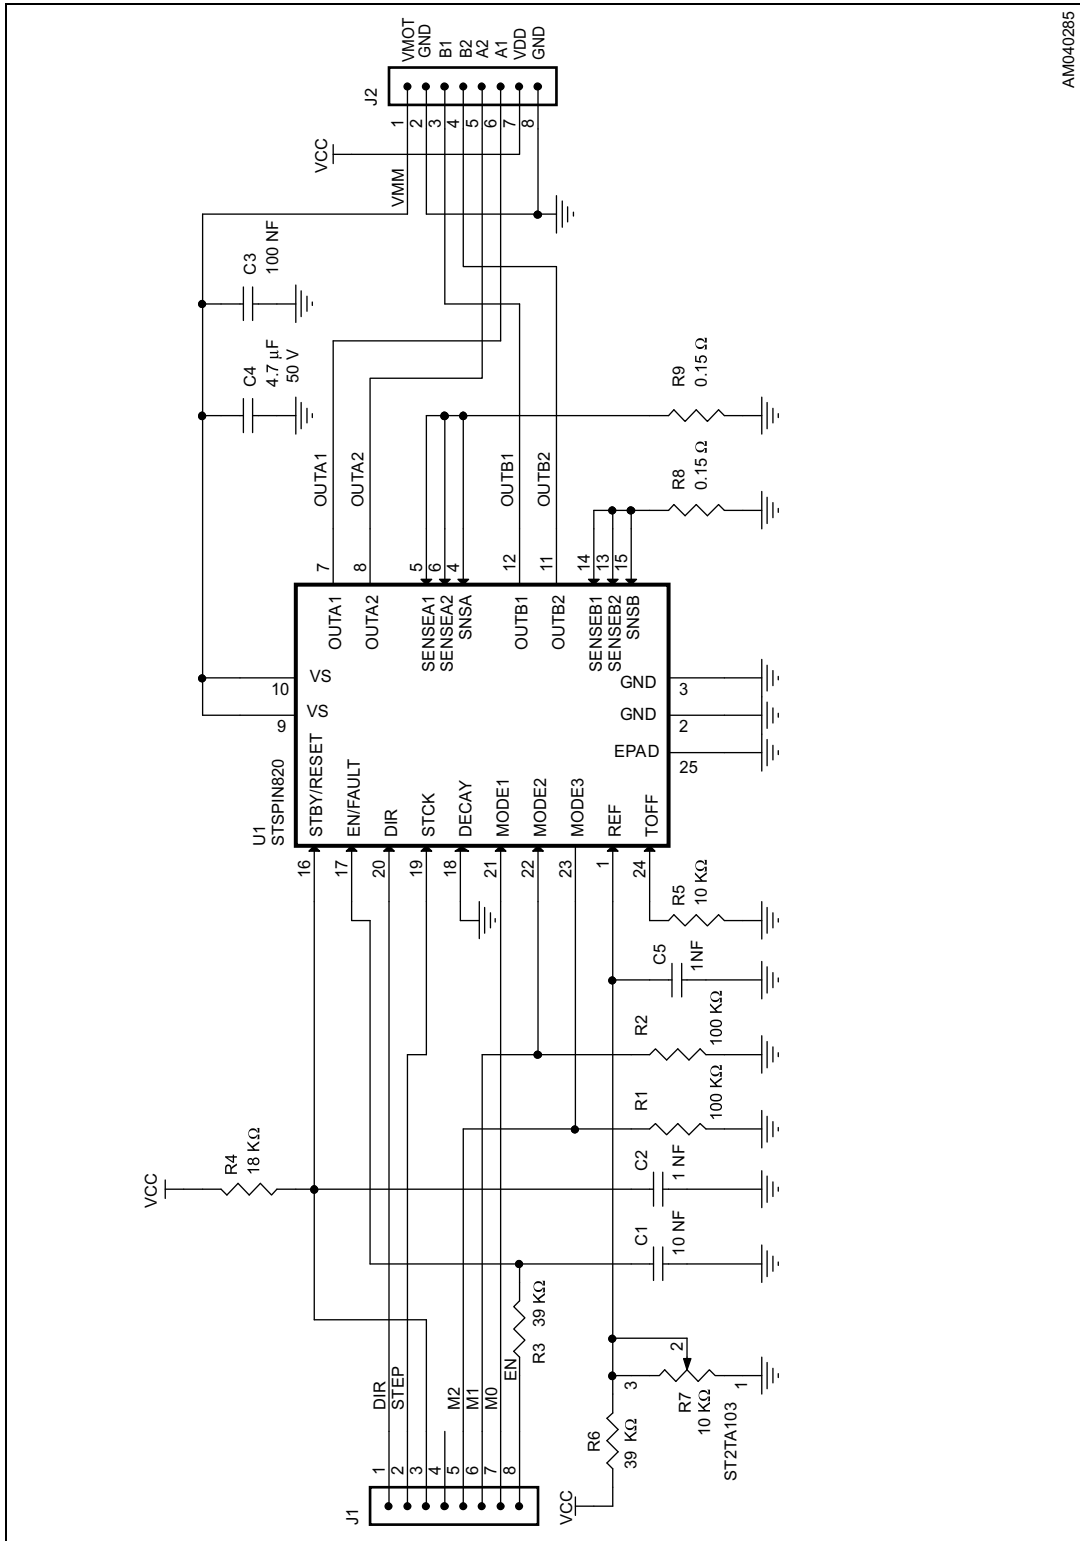 AM040285
J2
VMOT
GND
B1
B2
A2
A1
VDD
GND
1
2
3
4
5
6
7
8
VCC
VMM
C3
100 NF
C4
4.7 µF
50 V
R9
0.15 Ω
R8
0.15 Ω
OUTA1
OUTA2
OUTB1
OUTB2
7
8
5
6
4
12
11
14
13
15
OUTA1
OUTA2
SENSEA1
SENSEA2
SNSA
OUTB1
OUTB2
SENSEB1
SENSEB2
SNSB
10
VS
9
VS
GND
3
GND
2
EPAD
25
U1
STSPIN820
STBY/RESET
EN/FAULT
DIR
STCK
DECAY
MODE1
MODE2
MODE3
REF
TOFF
16
17
20
19
18
21
22
23
1
24
R5
10 KΩ
C5
1NF
R2
100 KΩ
R1
100 KΩ
C2
1 NF
C1
10 NF
VCC
R4
18 KΩ
R3
39 KΩ
DIR
STEP
M2
M1
M0
EN
1
2
3
4
5
6
7
8
J1
VCC
R6
39 KΩ
3
2
1
R7
10 KΩ
ST2TA103